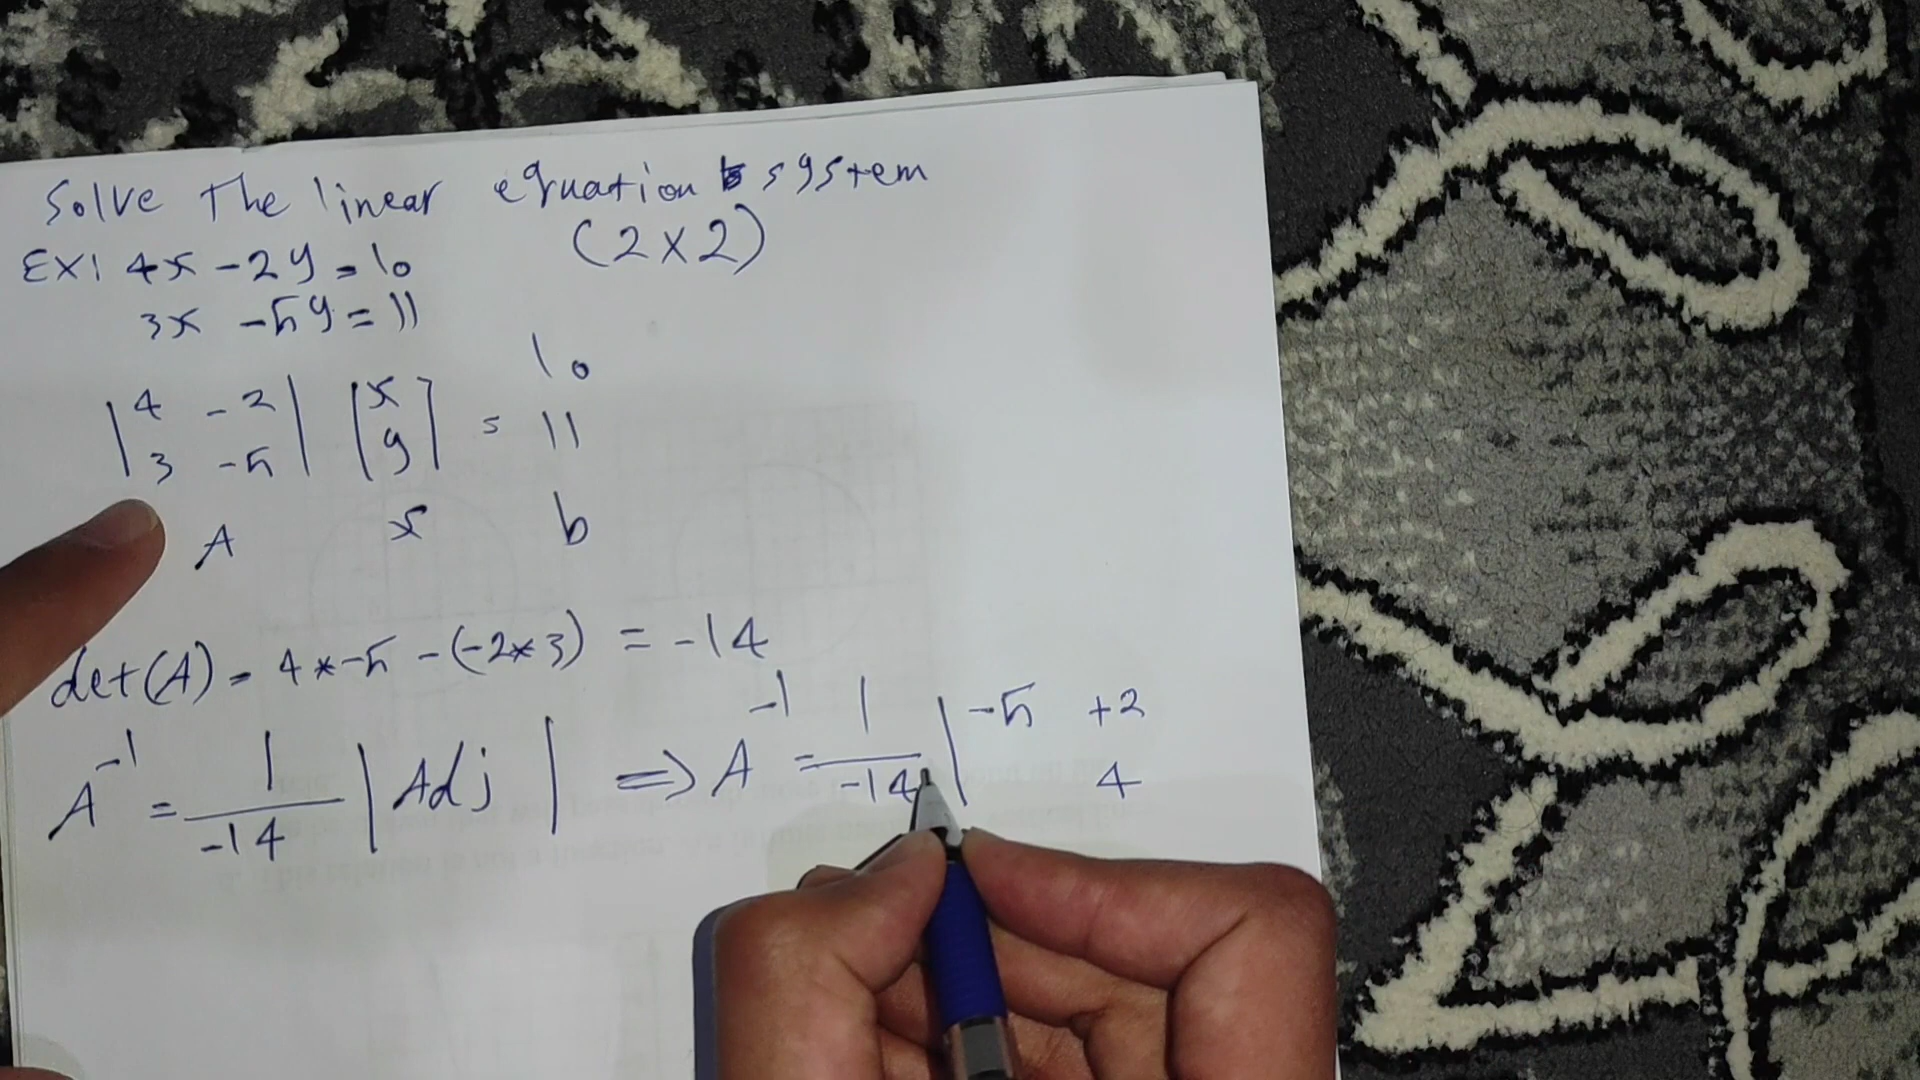 Solve The linear equation system
(2×2)
EX1 4x - 2y = 10
3x - 5y = 11
| 4 -2 | [ x ] = 10
| 3 -5 | [ y ] 11
A x b
det(A) = 4 * -5 - (-2*3) = -14
A⁻¹ = 1/-14 | Adj | => A⁻¹ = 1/-14 | -5 +2
4